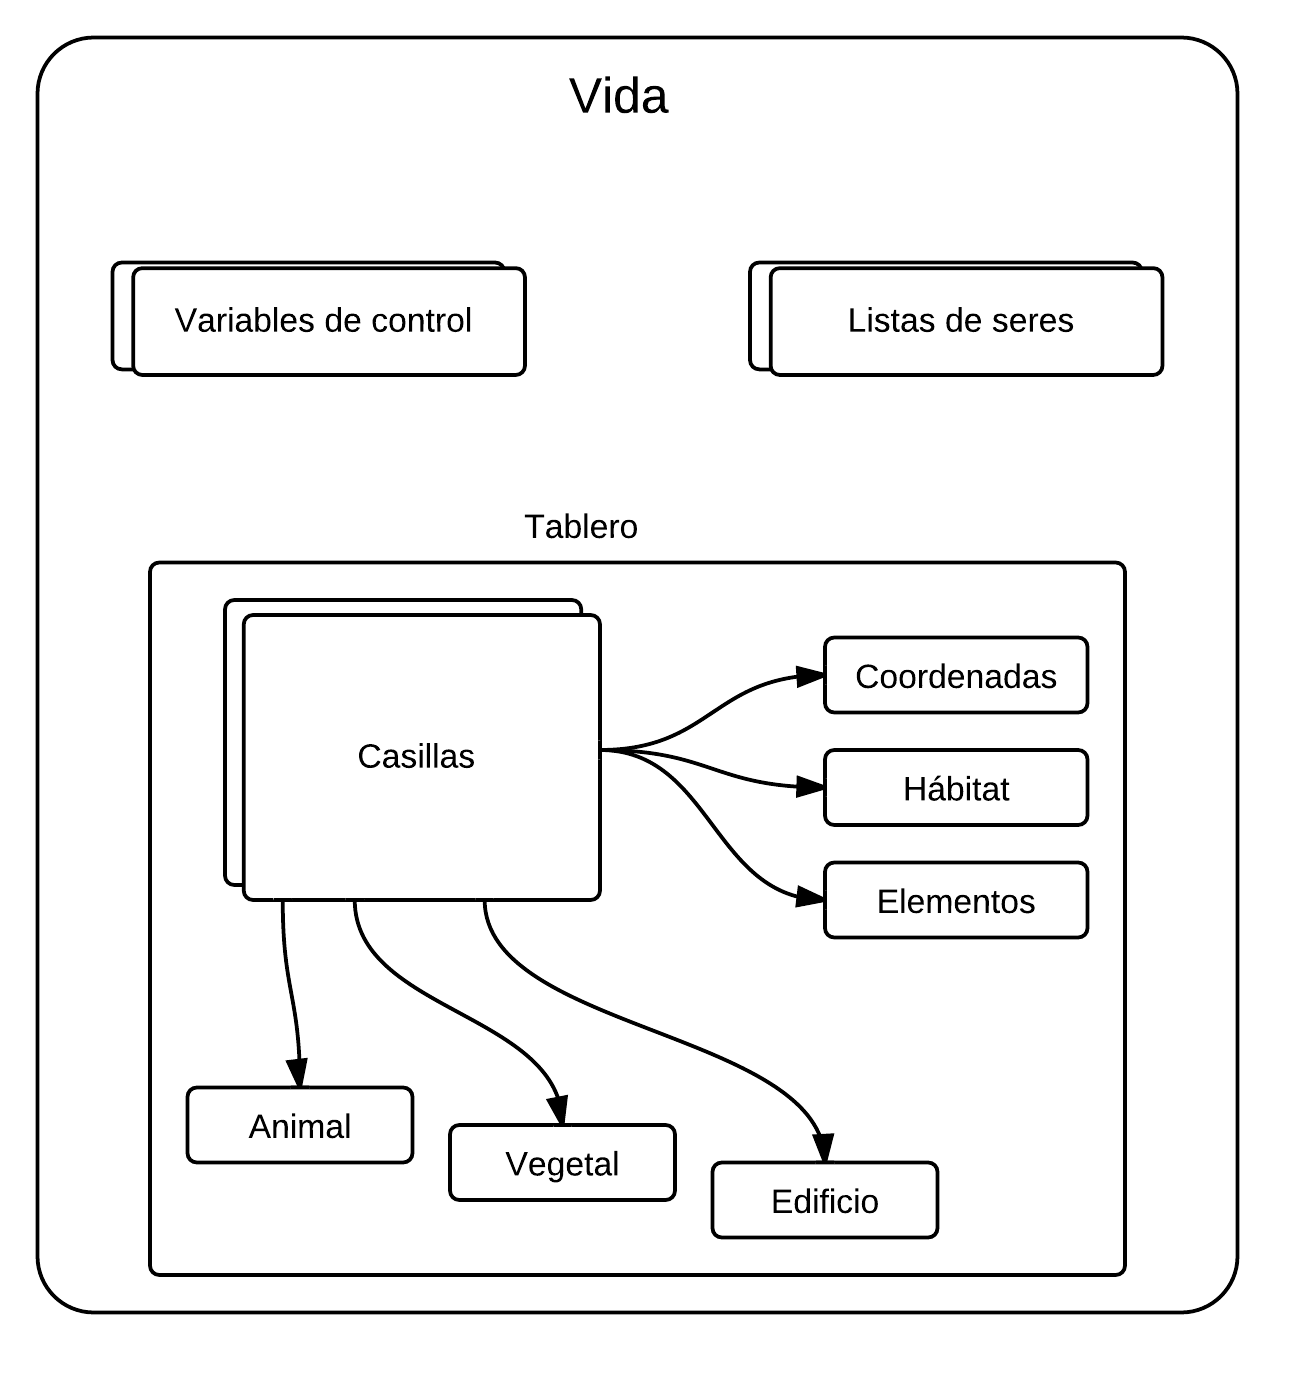 Vida
Variables de control
Listas de seres
Tablero
Casillas
Coordenadas
Hábitat
Elementos
Animal
Vegetal
Edificio